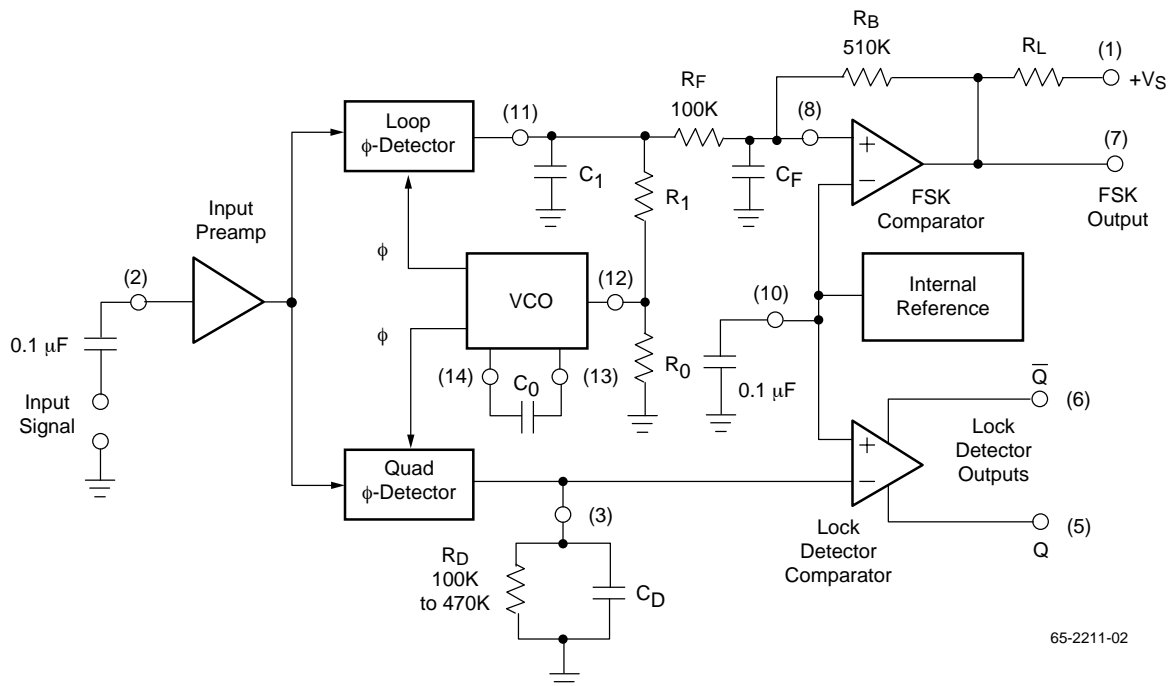 RB
510K
RL
(1)
+VS
RF
100K
(11)
(8)
(7)
Loop
ϕ-Detector
C1
CF
+
−
FSK
Comparator
FSK
Output
Input
Preamp
R1
ϕ
(2)
VCO
(12)
(10)
Internal
Reference
0.1 μF
ϕ
(14)
C0
(13)
R0
0.1 μF
Q̅
(6)
Input
Signal
Quad
ϕ-Detector
+
−
Lock
Detector
Outputs
(3)
Lock
Detector
Comparator
(5)
Q
RD
100K
to 470K
CD
65-2211-02